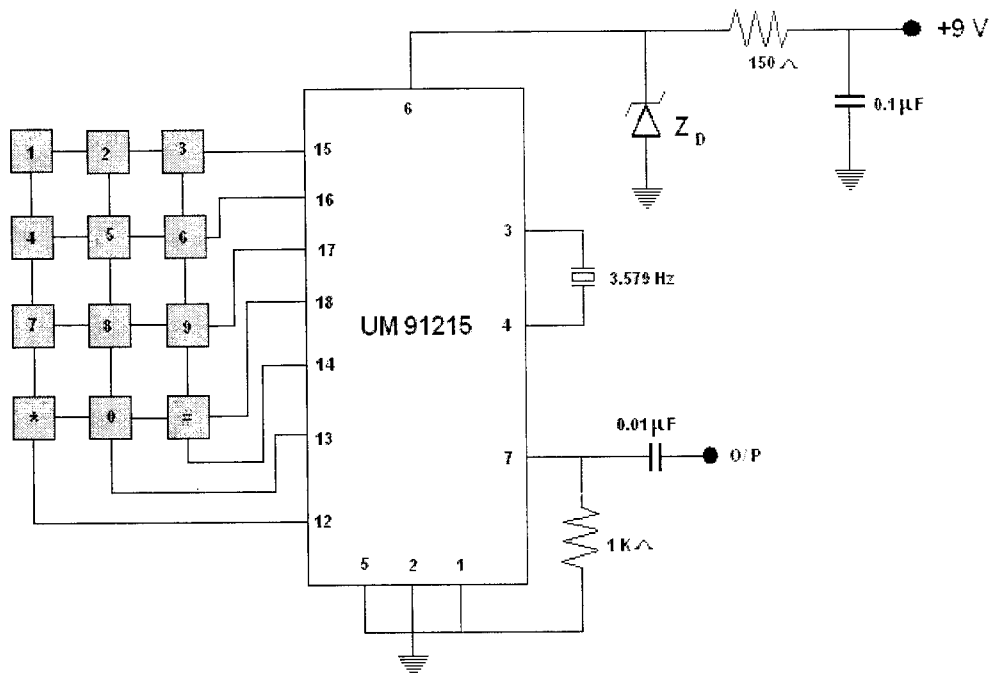 +9 V
150 Ω
6
0.1 µF
Z D
1 2 3
15
16
4 5 6
3
17
3.579 Hz
18
7 8 9
4
UM 91215
14
* 0 #
0.01 µF
13
7
O/P
12
1 K Ω
5 2 1